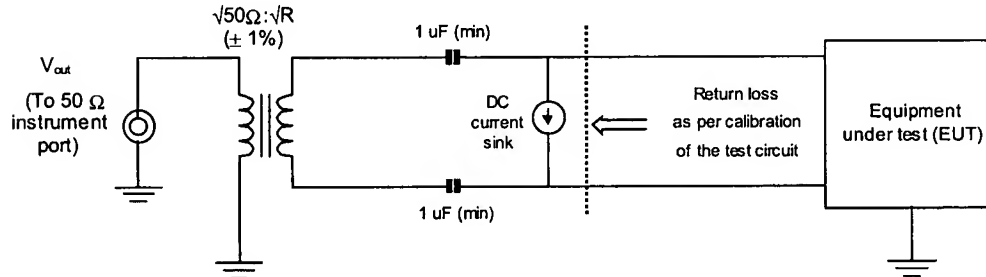 √50Ω:√R
(± 1%)
1 uF (min)
V out
(To 50 Ω
instrument
port)
DC
current
sink
Return loss
as per calibration
of the test circuit
Equipment
under test (EUT)
1 uF (min)